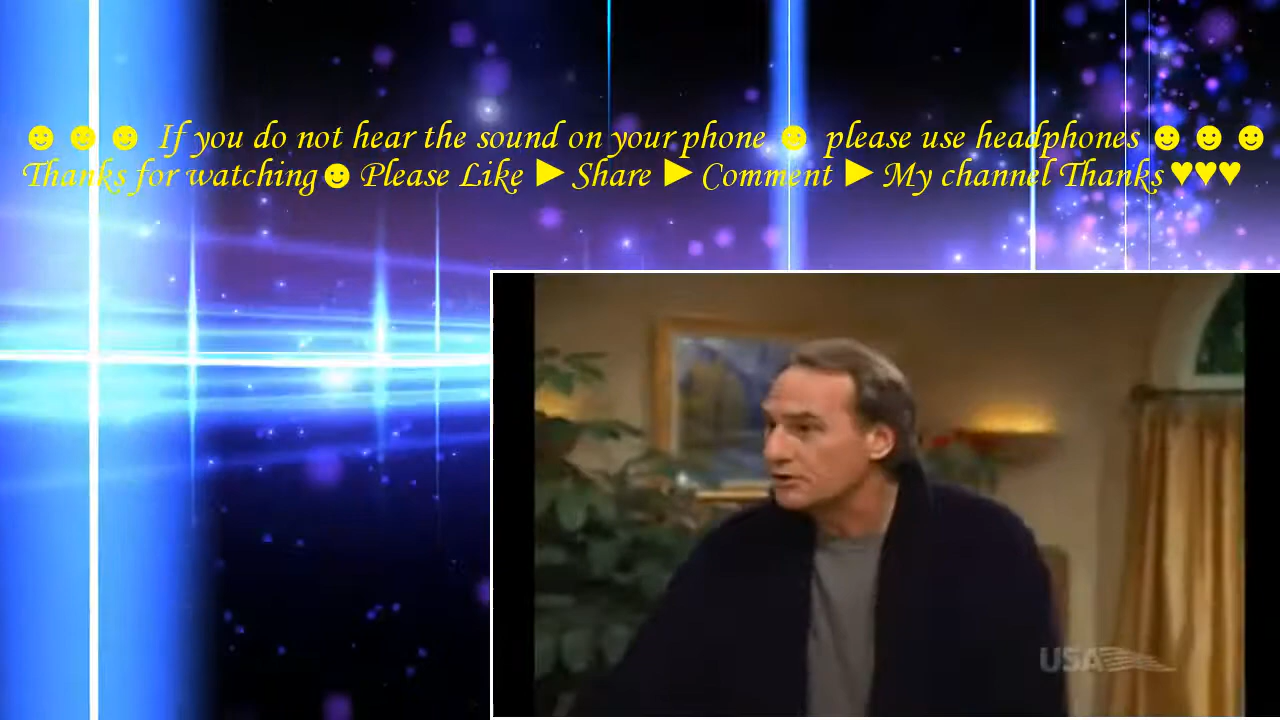 ☻ ☻ ☻ If you do not hear the sound on your phone ☻ please use headphones ☻ ☻ ☻
Thanks for watching☻ Please Like ► Share ► Comment ► My channel Thanks ♥♥♥
USA